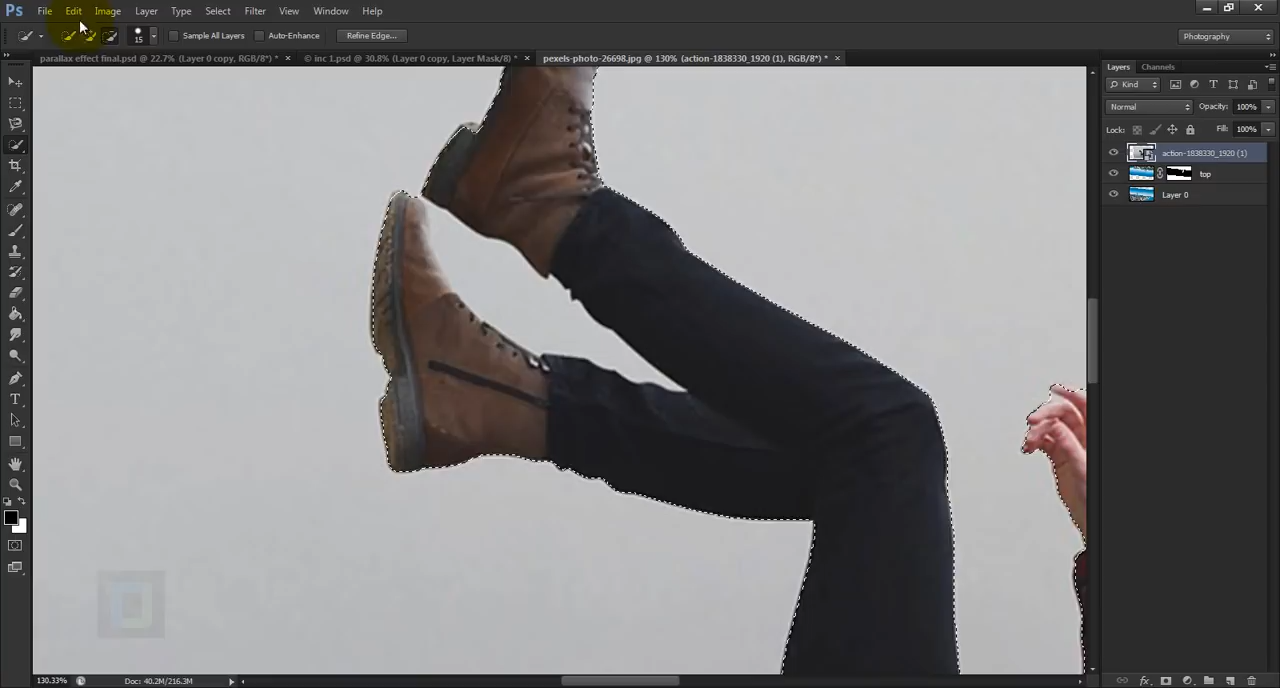 Ps File Edit Image Layer Type Select Filter View Window Help
15 Sample All Layers Auto-Enhance Refine Edge... Photography
parallax effect final.psd @ 22.7% (Layer 0 copy, RGB/8*) * × © inc 1.psd @ 30.8% (Layer 0 copy, Layer Mask/8) * × pexels-photo-26698.jpg @ 130% (action-1838330_1920 (1), RGB/8*) * ×
Layers Channels
Kind
Normal Opacity: 100%
Lock: Fill: 100%
action-1838330_1920 (1)
top
Layer 0
130.33% Doc: 40.2M/216.3M